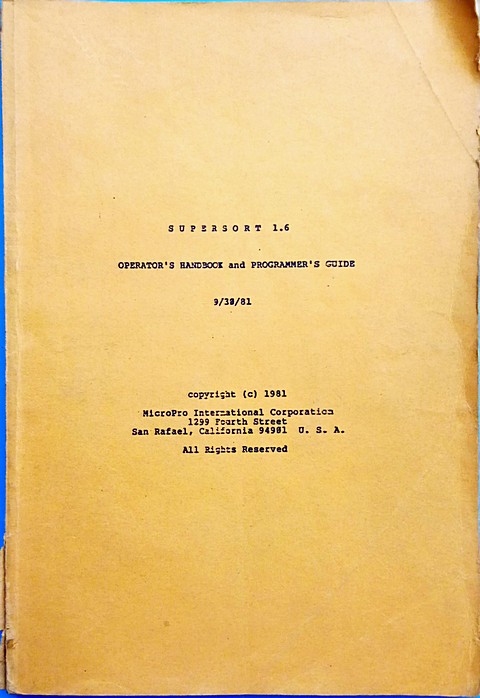 SUPERSORT 1.6
OPERATOR'S HANDBOOK and PROGRAMMER'S GUIDE
9/30/81
copyright (c) 1981
MicroPro International Corporation
1299 Fourth Street
San Rafael, California 94901 U. S. A.
All Rights Reserved